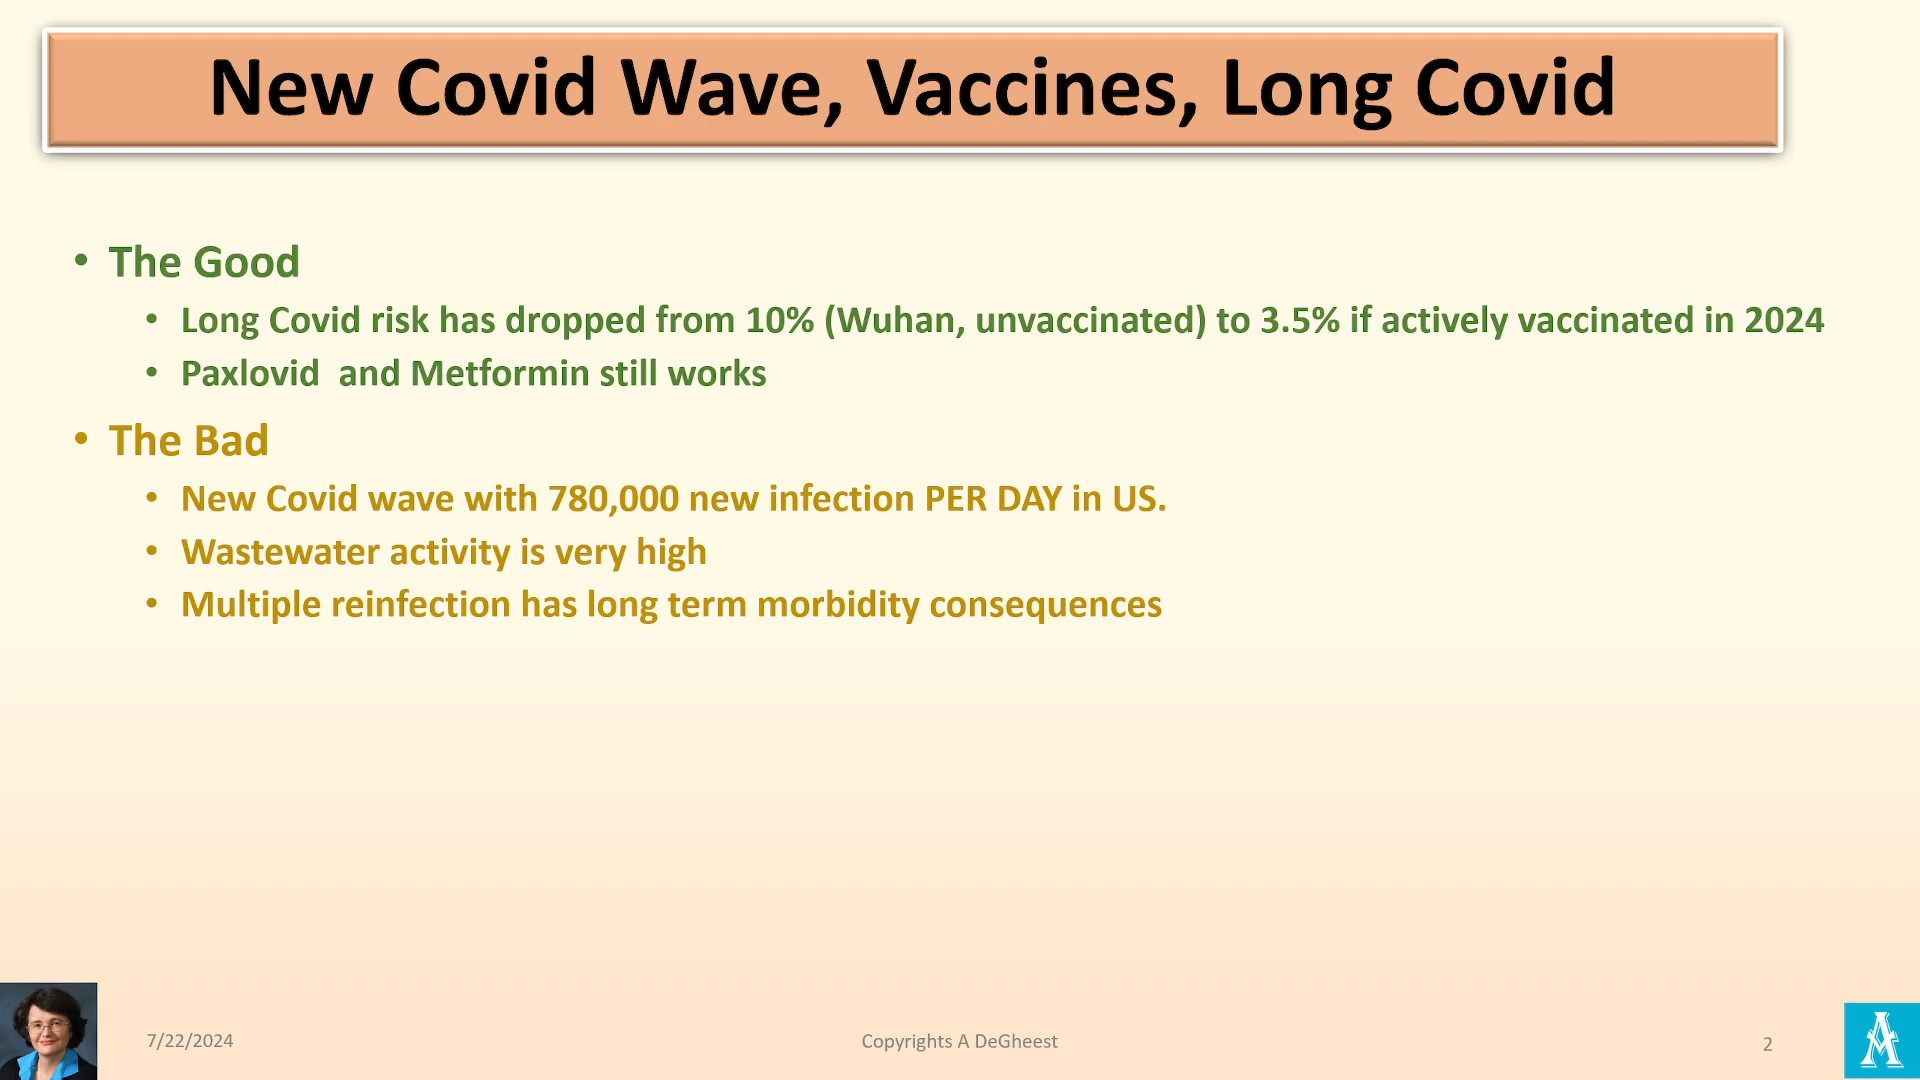 New Covid Wave, Vaccines, Long Covid
• The Good
• Long Covid risk has dropped from 10% (Wuhan, unvaccinated) to 3.5% if actively vaccinated in 2024
• Paxlovid  and Metformin still works
• The Bad
• New Covid wave with 780,000 new infection PER DAY in US.
• Wastewater activity is very high
• Multiple reinfection has long term morbidity consequences
7/22/2024
Copyrights A DeGheest
2
A